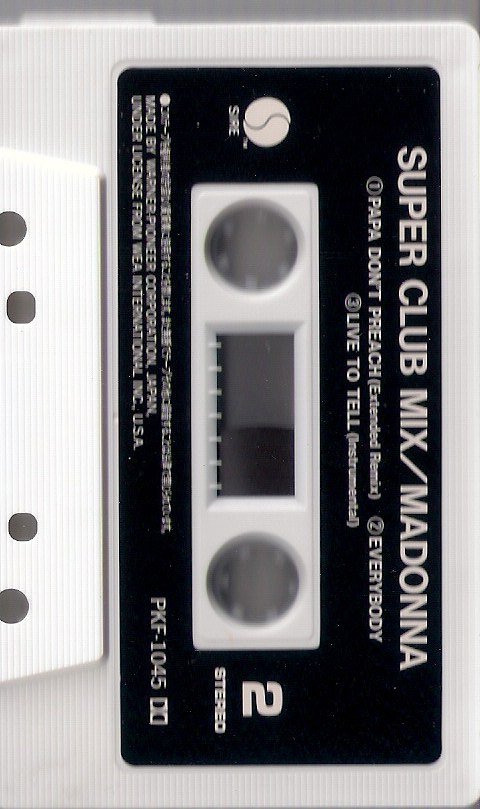 SUPER CLUB MIX/MADONNA
①PAPA DON'T PREACH (Extended Remix) ②EVERYBODY
③LIVE TO TELL (Instrumental)
SIRE
TM
2
STEREO
MADE BY WARNER-PIONEER CORPORATION, JAPAN.
UNDER LICENSE FROM WEA INTERNATIONAL INC., U.S.A.
PKF-1045